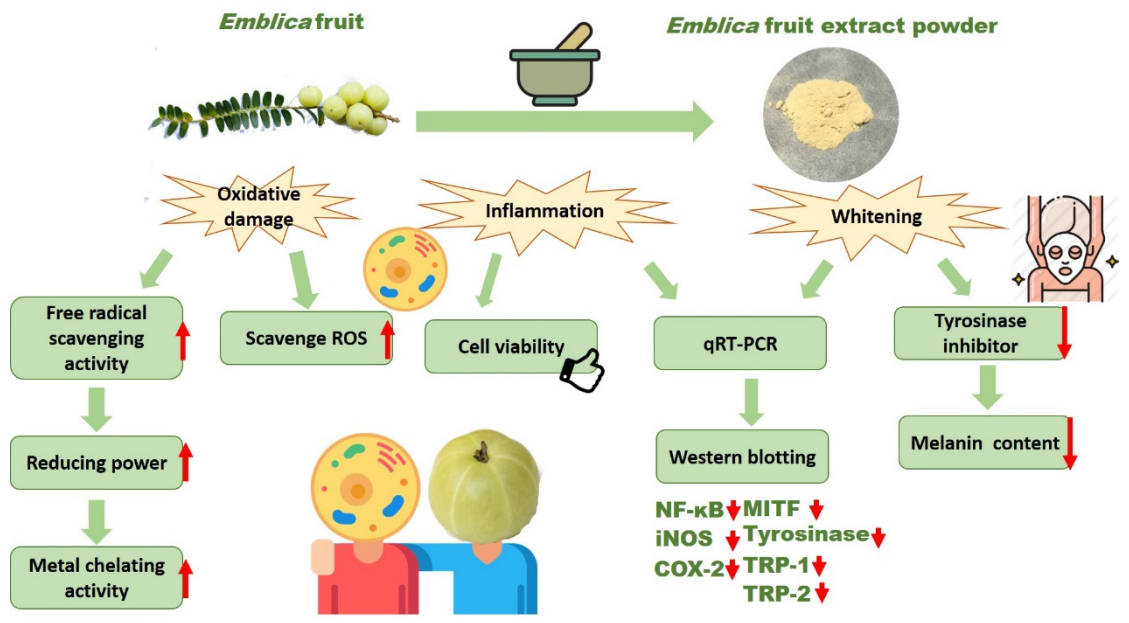 Emblica fruit
Emblica fruit extract powder
Oxidative
damage
Inflammation
Whitening
Free radical
scavenging
activity
Scavenge ROS
Cell viability
qRT-PCR
Tyrosinase
inhibitor
Reducing power
Western blotting
Melanin content
Metal chelating
activity
NF-κB
iNOS
COX-2
MITF
Tyrosinase
TRP-1
TRP-2